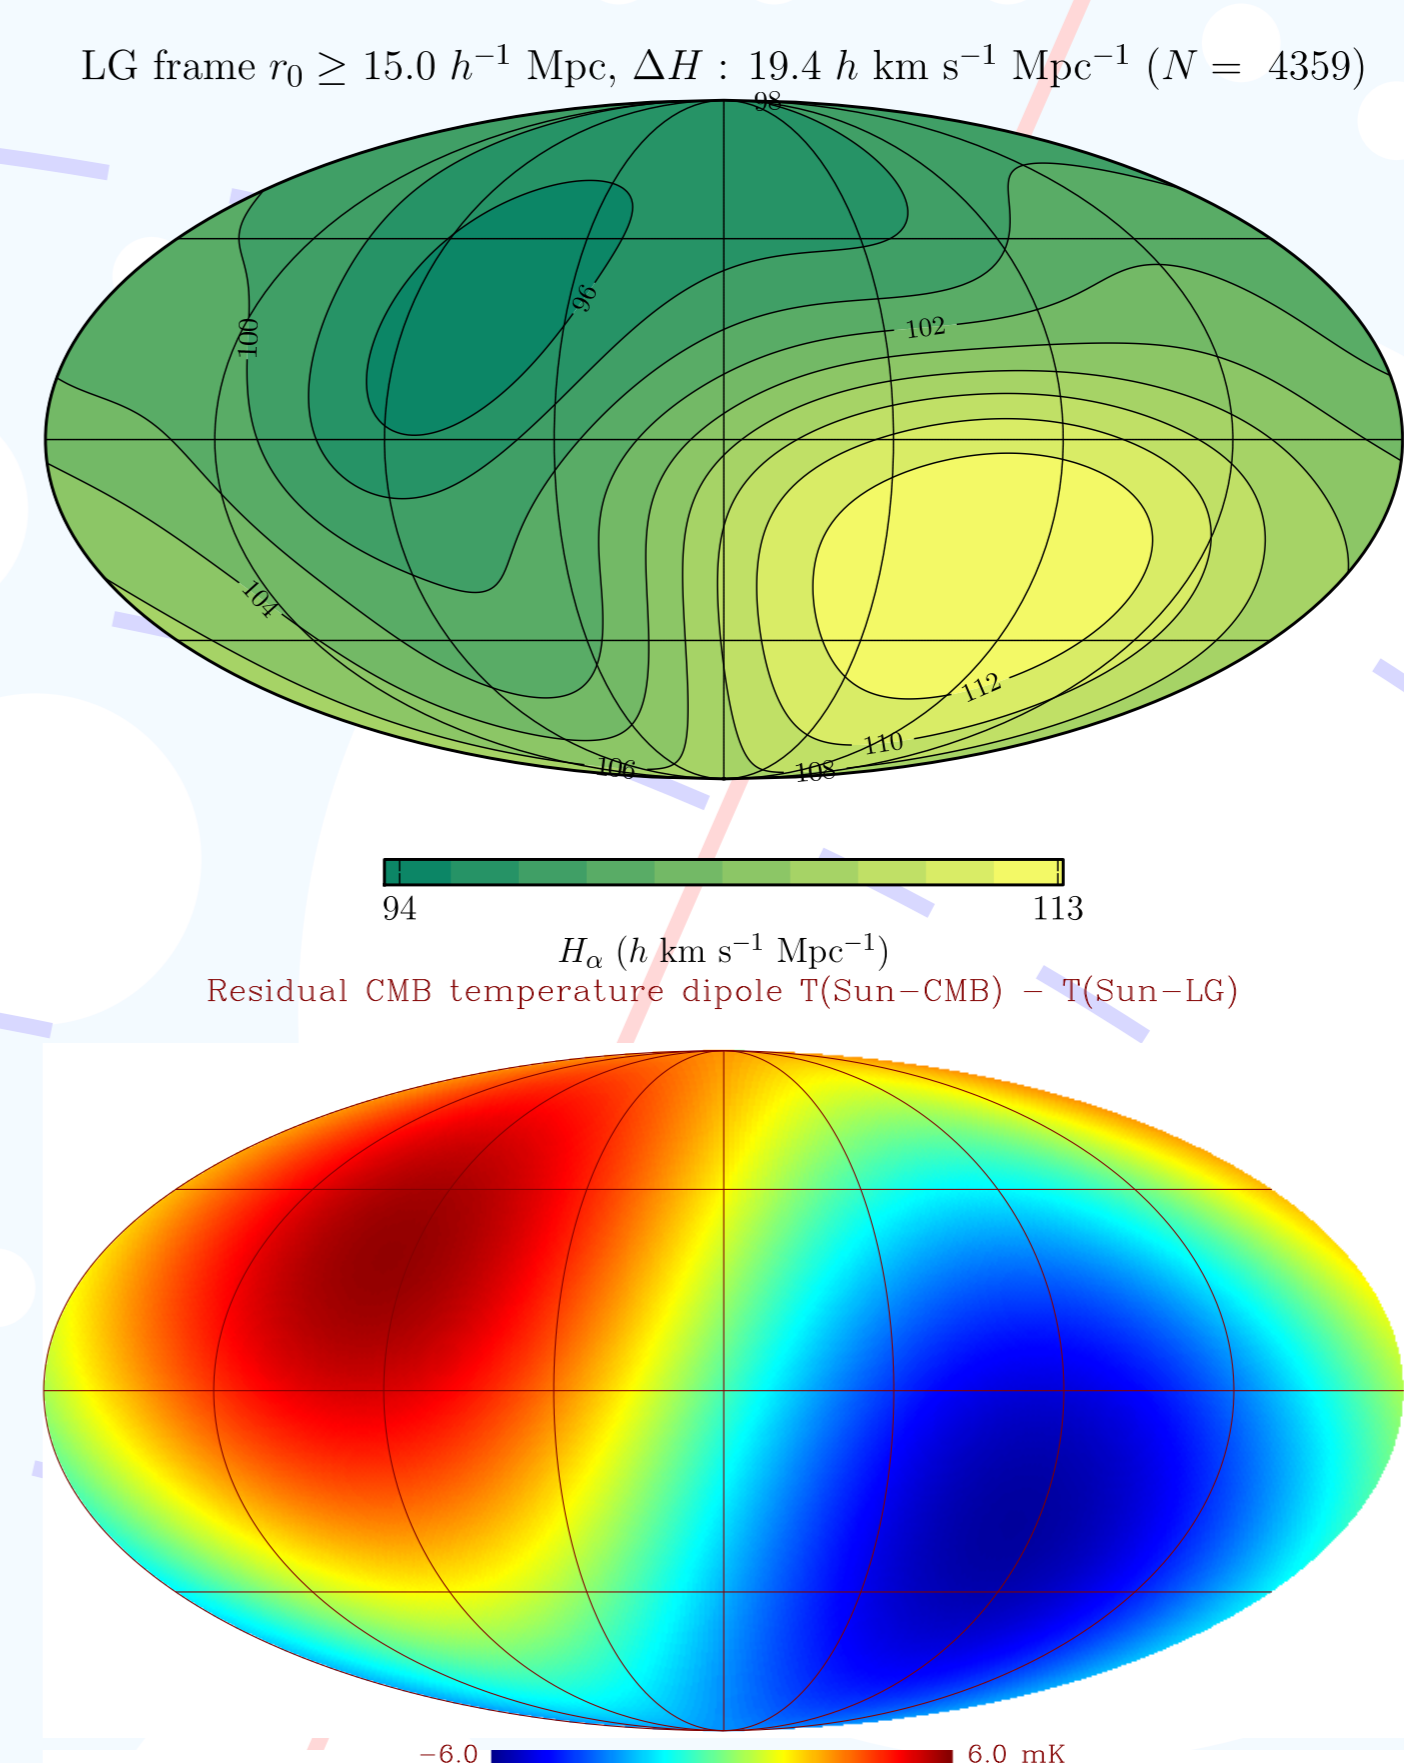 LG frame r₀ ≥ 15.0 h⁻¹ Mpc, ΔH : 19.4 h km s⁻¹ Mpc⁻¹ (N = 4359)
98
96
100
102
104
112
110
106
108
94 113
Hα (h km s⁻¹ Mpc⁻¹)
Residual CMB temperature dipole T(Sun−CMB) − T(Sun−LG)
−6.0 6.0 mK